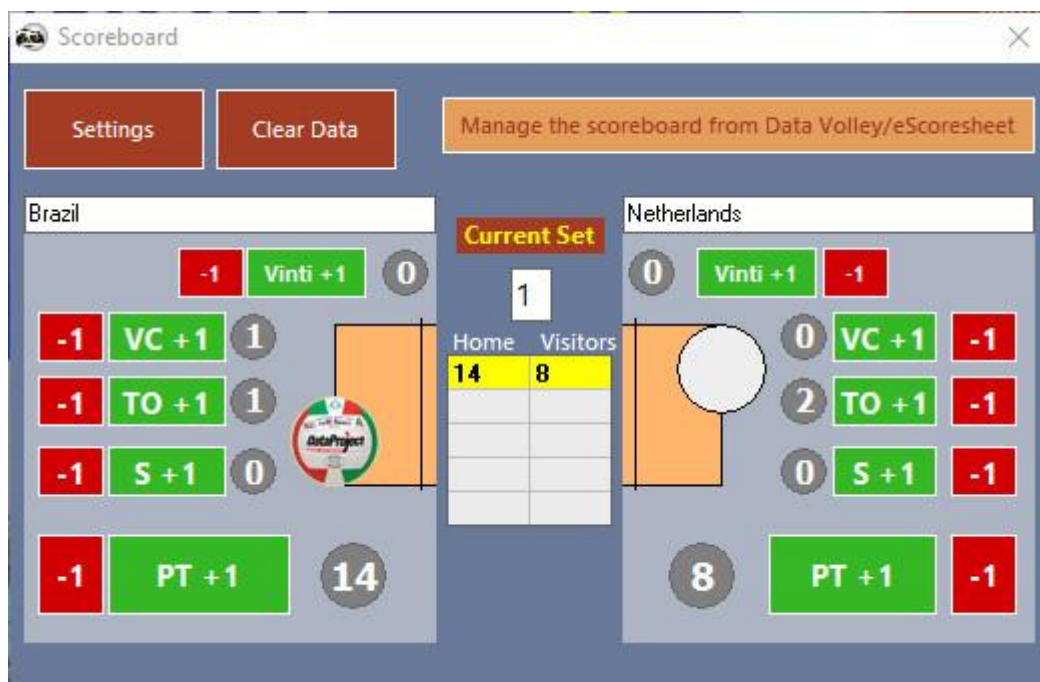 Scoreboard
Settings
Clear Data
Manage the scoreboard from Data Volley/eScoresheet
Brazil
Current Set
Netherlands
-1 Vinti +1 0
1
0 Vinti +1 -1
-1 VC +1 1
Home Visitors
0 VC +1 -1
14 8
-1 TO +1 1
2 TO +1 -1
DataProject
-1 S +1 0
0 S +1 -1
-1 PT +1 14
8 PT +1 -1